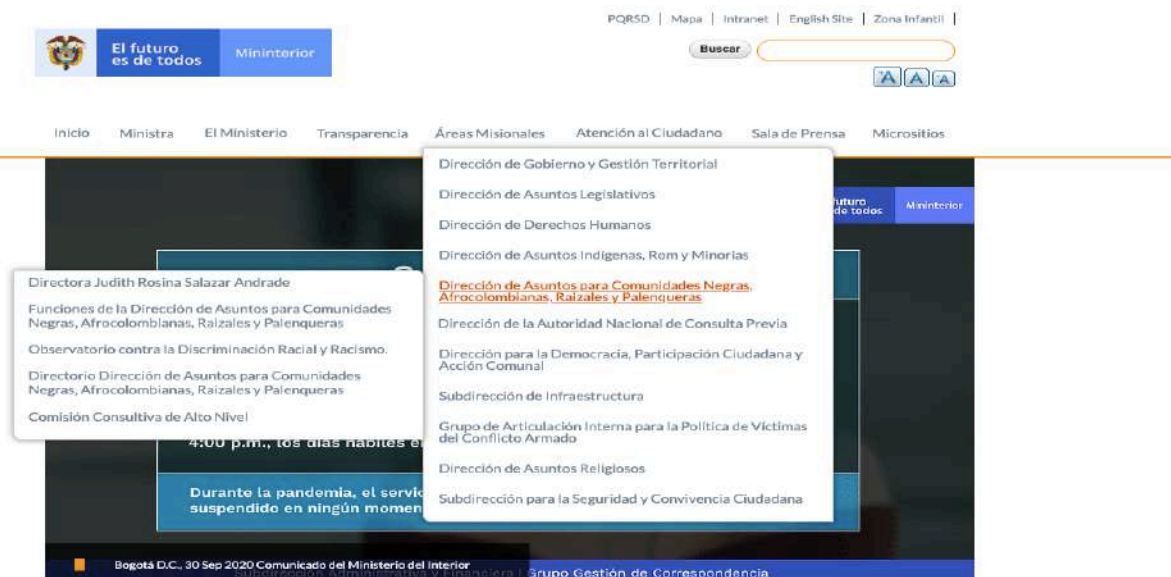 PQRSD | Mapa | Intranet | English Site | Zona Infantil |
El futuro
es de todos
Mininterior
Buscar
A A A
Inicio Ministra El Ministerio Transparencia Áreas Misionales Atención al Ciudadano Sala de Prensa Micrositios
Dirección de Gobierno y Gestión Territorial
Dirección de Asuntos Legislativos
Dirección de Derechos Humanos
Dirección de Asuntos Indígenas, Rom y Minorías
Dirección de Asuntos para Comunidades Negras,
Afrocolombianas, Raizales y Palenqueras
Dirección de la Autoridad Nacional de Consulta Previa
Dirección para la Democracia, Participación Ciudadana y
Acción Comunal
Subdirección de Infraestructura
Grupo de Articulación Interna para la Política de Víctimas
del Conflicto Armado
Dirección de Asuntos Religiosos
Subdirección para la Seguridad y Convivencia Ciudadana
futuro
de todos
Mininterior
Directora Judith Rosina Salazar Andrade
Funciones de la Dirección de Asuntos para Comunidades
Negras, Afrocolombianas, Raizales y Palenqueras
Observatorio contra la Discriminación Racial y Racismo.
Directorio Dirección de Asuntos para Comunidades
Negras, Afrocolombianas, Raizales y Palenqueras
Comisión Consultiva de Alto Nivel
4:00 p.m., los días hábiles
Durante la pandemia, el servic
suspendido en ningún momen
Bogotá D.C., 30 Sep 2020 Comunicado del Ministerio del Interior
Subdirección Administrativa y Financiera | Grupo Gestión de Correspondencia